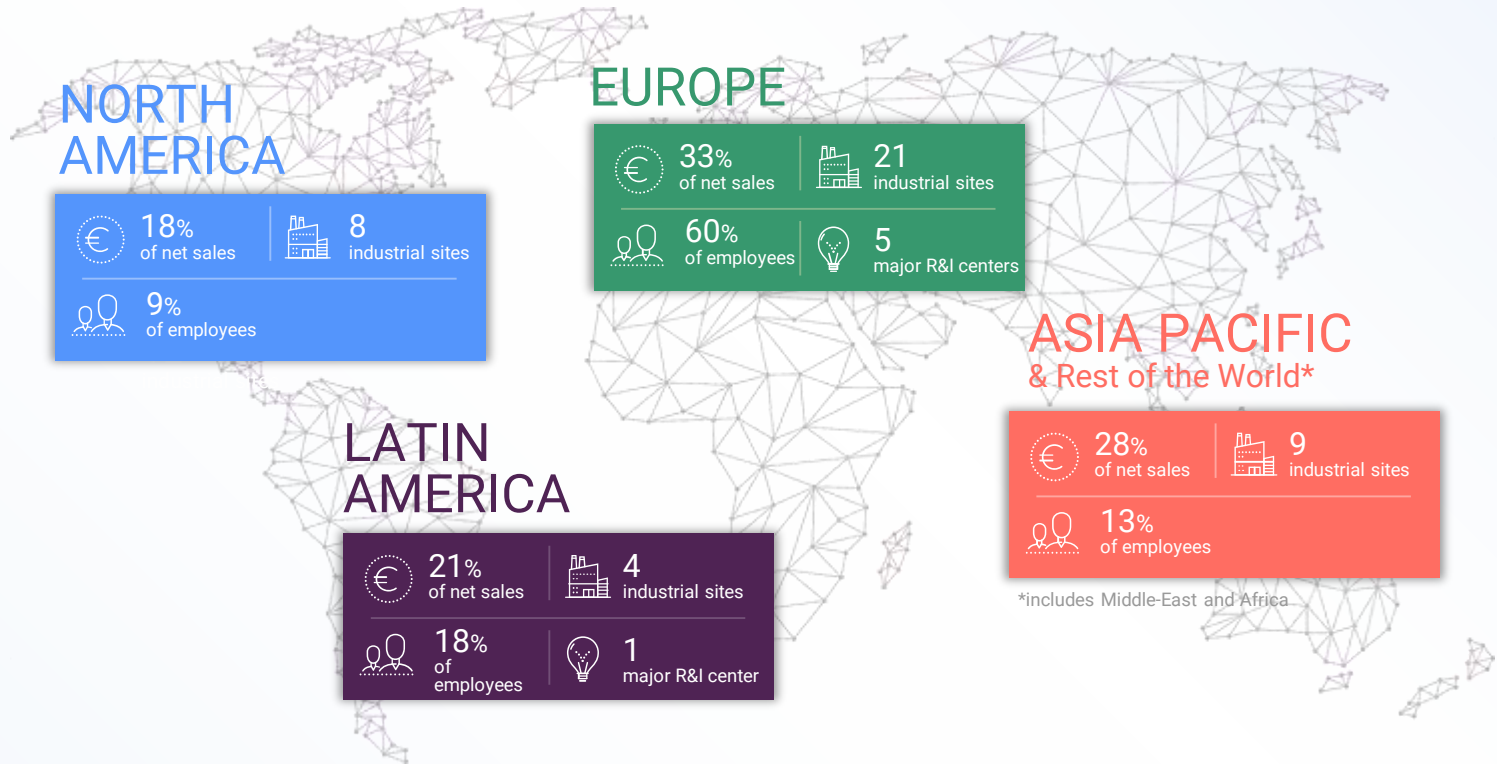 NORTH
AMERICA
18%
of net sales
8
industrial sites
9%
of employees
EUROPE
33%
of net sales
21
industrial sites
60%
of employees
5
major R&I centers
LATIN
AMERICA
21%
of net sales
4
industrial sites
18%
of
employees
1
major R&I center
ASIA PACIFIC
& Rest of the World*
28%
of net sales
9
industrial sites
13%
of employees
*includes Middle-East and Africa